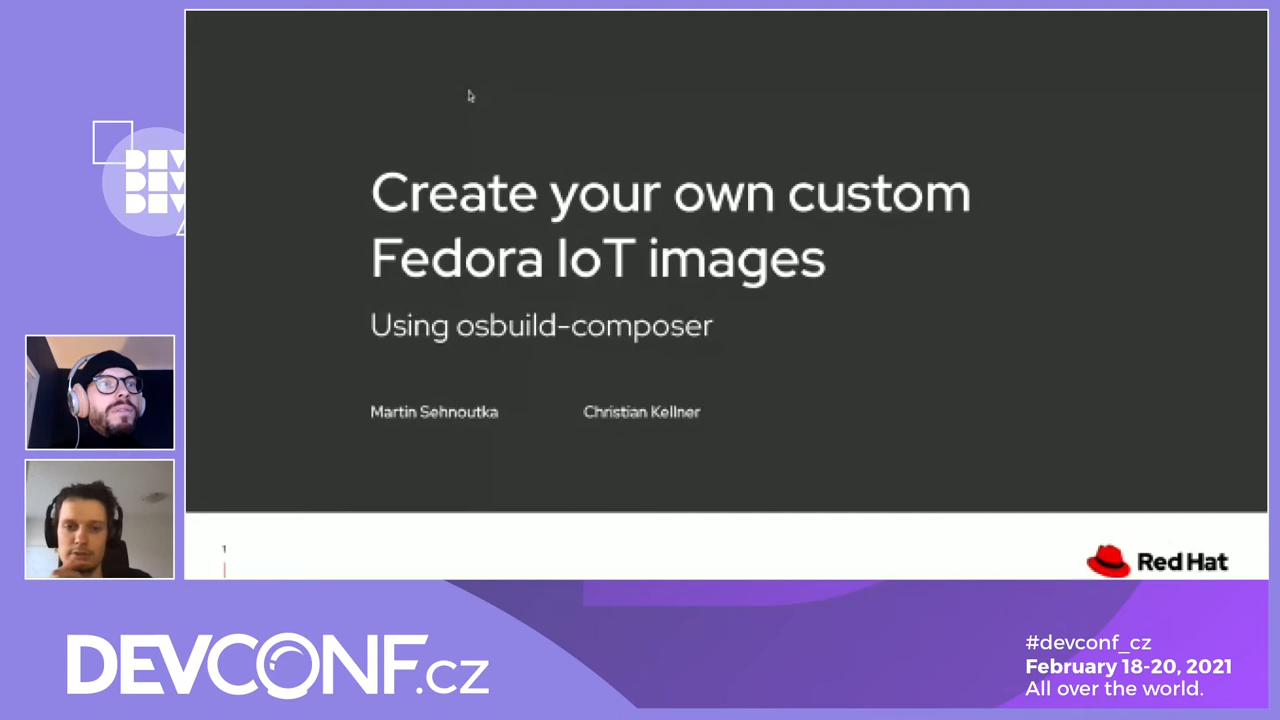 Create your own custom
Fedora IoT images
Using osbuild-composer
Martin Sehnoutka
Christian Kellner
1
Red Hat
DEVCONF.cz
#devconf_cz
February 18-20, 2021
All over the world.